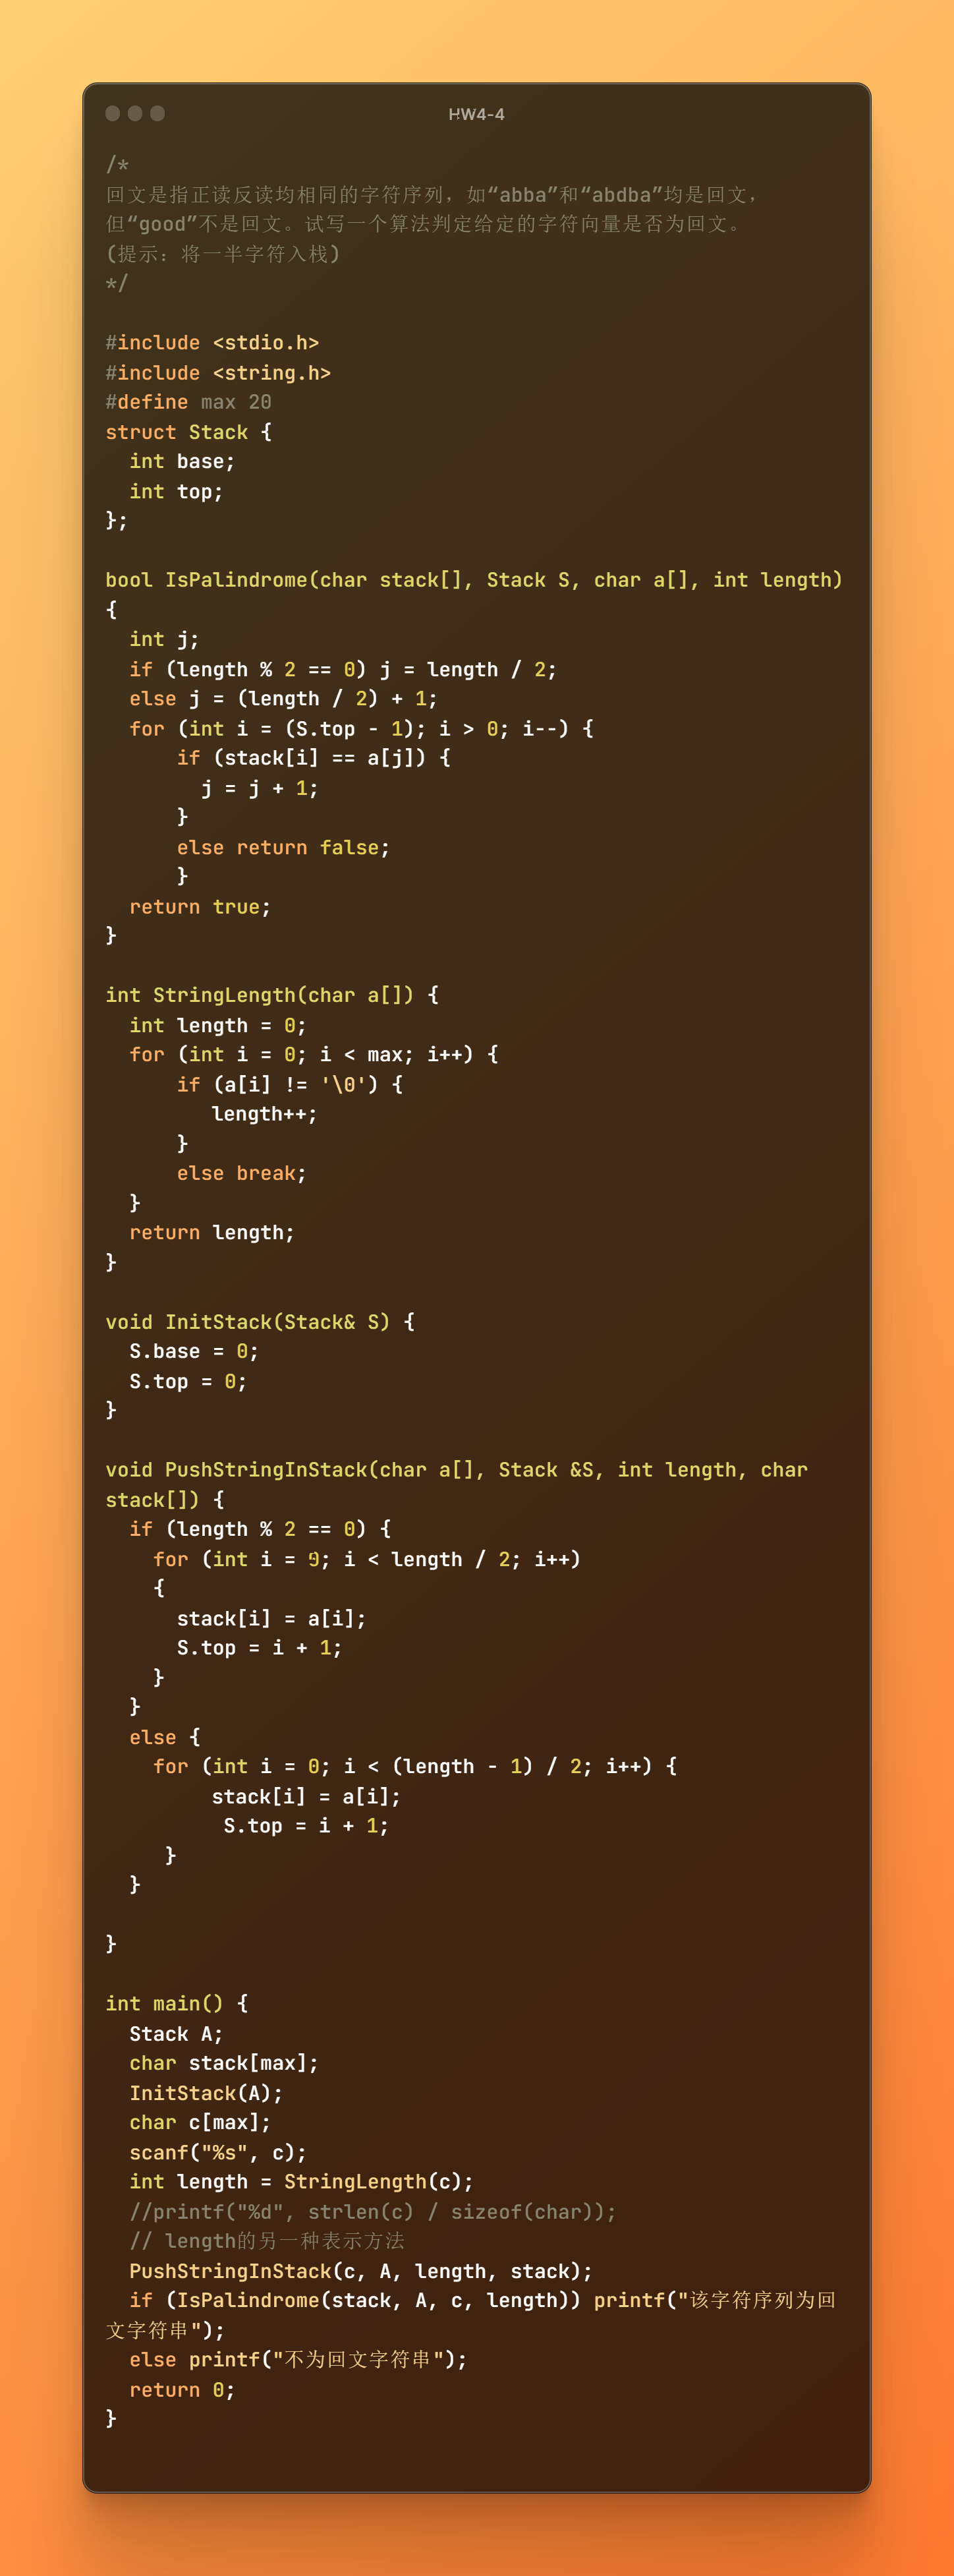 HW4-4
/*
回文是指正读反读均相同的字符序列，如“abba”和“abdba”均是回文，
但“good”不是回文。试写一个算法判定给定的字符向量是否为回文。
(提示：将一半字符入栈)
*/
#include <stdio.h>
#include <string.h>
#define max 20
struct Stack {
  int base;
  int top;
};
bool IsPalindrome(char stack[], Stack S, char a[], int length)
{
  int j;
  if (length % 2 == 0) j = length / 2;
  else j = (length / 2) + 1;
  for (int i = (S.top - 1); i > 0; i--) {
      if (stack[i] == a[j]) {
        j = j + 1;
      }
      else return false;
      }
  return true;
}
int StringLength(char a[]) {
  int length = 0;
  for (int i = 0; i < max; i++) {
      if (a[i] != '\0') {
         length++;
      }
      else break;
  }
  return length;
}
void InitStack(Stack& S) {
  S.base = 0;
  S.top = 0;
}
void PushStringInStack(char a[], Stack &S, int length, char
stack[]) {
  if (length % 2 == 0) {
    for (int i = 0; i < length / 2; i++)
    {
      stack[i] = a[i];
      S.top = i + 1;
    }
  }
  else {
    for (int i = 0; i < (length - 1) / 2; i++) {
         stack[i] = a[i];
          S.top = i + 1;
     }
  }
}
int main() {
  Stack A;
  char stack[max];
  InitStack(A);
  char c[max];
  scanf("%s", c);
  int length = StringLength(c);
  //printf("%d", strlen(c) / sizeof(char));
  // length的另一种表示方法
  PushStringInStack(c, A, length, stack);
  if (IsPalindrome(stack, A, c, length)) printf("该字符序列为回
文字符串");
  else printf("不为回文字符串");
  return 0;
}